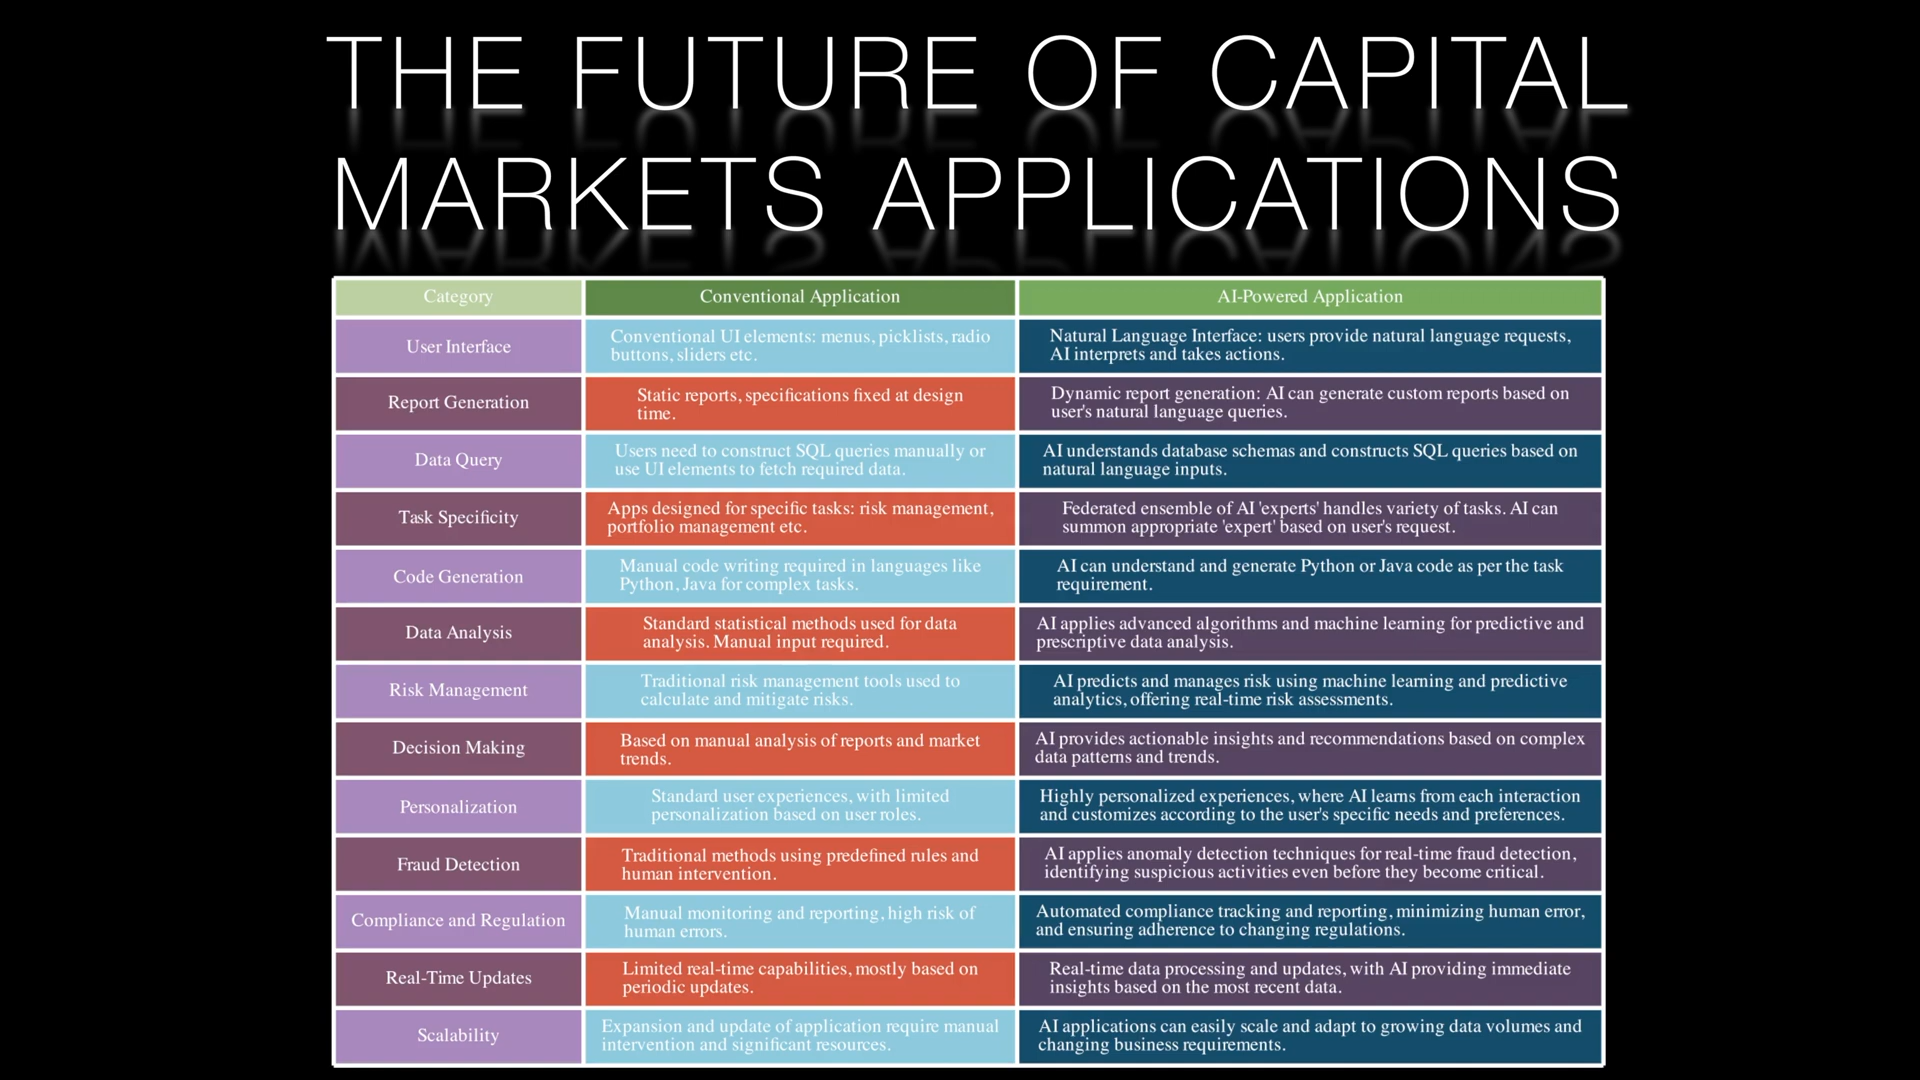 THE FUTURE OF CAPITAL
MARKETS APPLICATIONS
Category
Conventional Application
AI-Powered Application
User Interface
Conventional UI elements: menus, picklists, radio
buttons, sliders etc.
Natural Language Interface: users provide natural language requests,
AI interprets and takes actions.
Report Generation
Static reports, specifications fixed at design
time.
Dynamic report generation: AI can generate custom reports based on
user's natural language queries.
Data Query
Users need to construct SQL queries manually or
use UI elements to fetch required data.
AI understands database schemas and constructs SQL queries based on
natural language inputs.
Task Specificity
Apps designed for specific tasks: risk management,
portfolio management etc.
Federated ensemble of AI 'experts' handles variety of tasks. AI can
summon appropriate 'expert' based on user's request.
Code Generation
Manual code writing required in languages like
Python, Java for complex tasks.
AI can understand and generate Python or Java code as per the task
requirement.
Data Analysis
Standard statistical methods used for data
analysis. Manual input required.
AI applies advanced algorithms and machine learning for predictive and
prescriptive data analysis.
Risk Management
Traditional risk management tools used to
calculate and mitigate risks.
AI predicts and manages risk using machine learning and predictive
analytics, offering real-time risk assessments.
Decision Making
Based on manual analysis of reports and market
trends.
AI provides actionable insights and recommendations based on complex
data patterns and trends.
Personalization
Standard user experiences, with limited
personalization based on user roles.
Highly personalized experiences, where AI learns from each interaction
and customizes according to the user's specific needs and preferences.
Fraud Detection
Traditional methods using predefined rules and
human intervention.
AI applies anomaly detection techniques for real-time fraud detection,
identifying suspicious activities even before they become critical.
Compliance and Regulation
Manual monitoring and reporting, high risk of
human errors.
Automated compliance tracking and reporting, minimizing human error,
and ensuring adherence to changing regulations.
Real-Time Updates
Limited real-time capabilities, mostly based on
periodic updates.
Real-time data processing and updates, with AI providing immediate
insights based on the most recent data.
Scalability
Expansion and update of application require manual
intervention and significant resources.
AI applications can easily scale and adapt to growing data volumes and
changing business requirements.